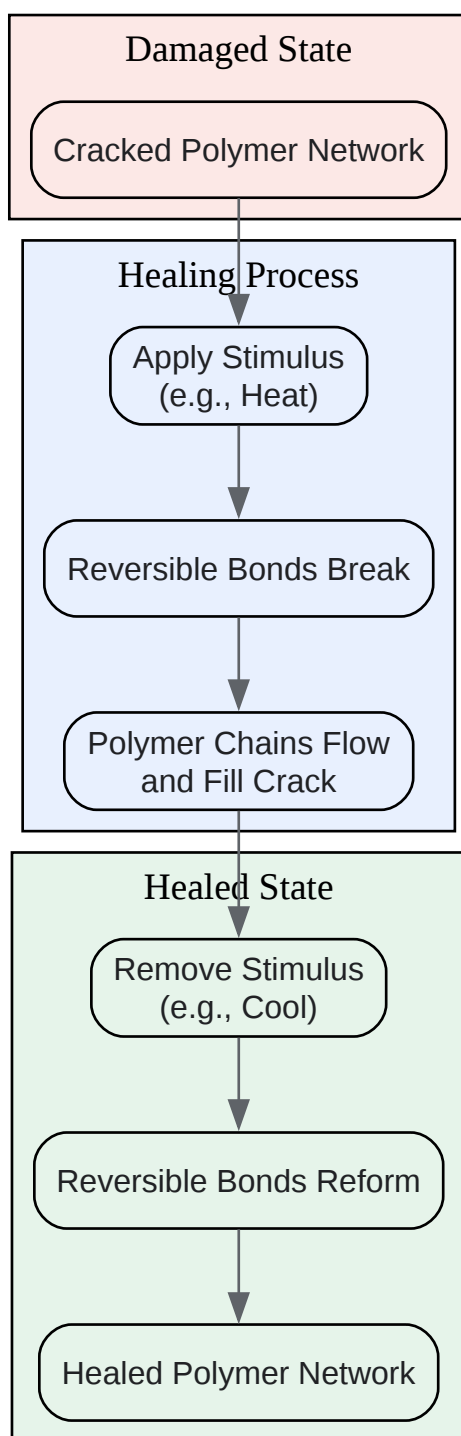 Damaged State
Cracked Polymer Network
Healing Process
Apply Stimulus
(e.g., Heat)
Reversible Bonds Break
Polymer Chains Flow
and Fill Crack
Healed State
Remove Stimulus
(e.g., Cool)
Reversible Bonds Reform
Healed Polymer Network